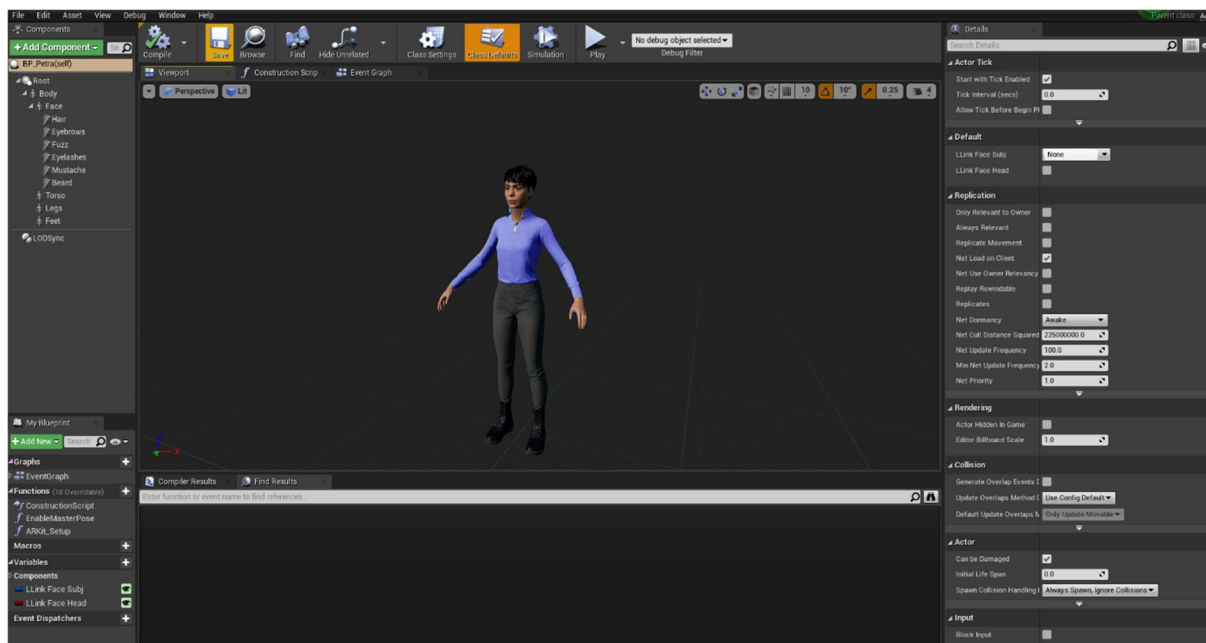 File Edit Asset View Debug Window Help
Parent class:
Components
+Add Component
BP_Petra(self)
Root
Body
Face
Hair
Eyebrows
Fuzz
Eyelashes
Mustache
Beard
Torso
Legs
Feet
LODSync
Compile
Save
Browse
Find
Hide Unrelated
Class Settings
Class Defaults
Simulation
Play
No debug object selected
Debug Filter
Viewport
Construction Scrip
Event Graph
Perspective
Lit
10
10°
0.25
4
My Blueprint
+Add New
Search
Graphs
EventGraph
Functions (18 Overridable)
ConstructionScript
EnableMasterPose
ARKit_Setup
Macros
Variables
Components
LLink Face Subj
LLink Face Head
Event Dispatchers
Compiler Results
Find Results
Enter function or event name to find references...
Details
Search Details
Actor Tick
Start with Tick Enabled
Tick Interval (secs) 0.0
Allow Tick Before Begin Pl
Default
LLink Face Subj None
LLink Face Head
Replication
Only Relevant to Owner
Always Relevant
Replicate Movement
Net Load on Client
Net Use Owner Relevancy
Replay Rewindable
Replicates
Net Dormancy Awake
Net Cull Distance Squared 225000000.0
Net Update Frequency 100.0
Min Net Update Frequency 2.0
Net Priority 1.0
Rendering
Actor Hidden In Game
Editor Billboard Scale 1.0
Collision
Generate Overlap Events D
Update Overlaps Method D Use Config Default
Default Update Overlaps M Only Update Movable
Actor
Can be Damaged
Initial Life Span 0.0
Spawn Collision Handling Always Spawn, Ignore Collisions
Input
Block Input